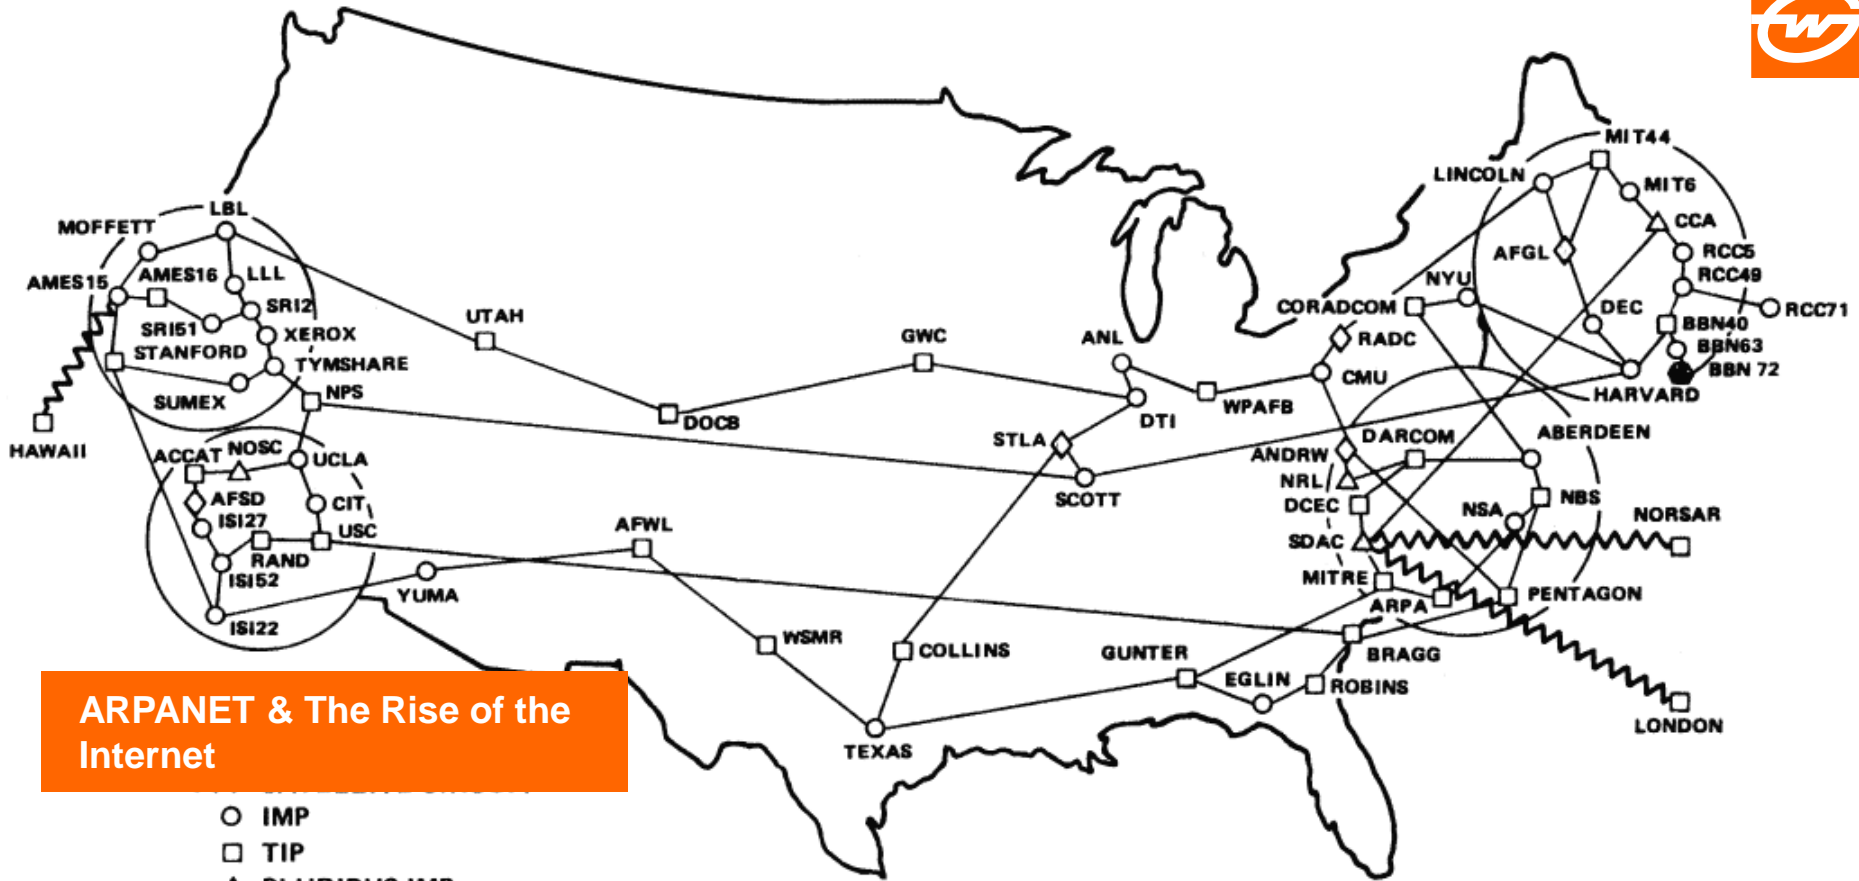 MIT44
LINCOLN
MIT6
CCA
LBL
MOFFETT
AFGL
RCC5
RCC49
AMES15
AMES16
LLL
NYU
CORADCOM
DEC
RCC71
SRI2
SRI51
XEROX
UTAH
GWC
ANL
RADC
BBN40
BBN63
BBN 72
STANFORD
TYMSHARE
CMU
HARVARD
SUMEX
NPS
WPAFB
DTI
DOCB
HAWAII
STLA
DARCOM
ABERDEEN
ACCAT
NOSC
UCLA
ANDRW
NRL
SCOTT
DCEC
NBS
AFSD
CIT
NSA
NORSAR
ISI27
USC
AFWL
SDAC
RAND
ISI52
YUMA
MITRE
ARPA
PENTAGON
ISI22
WSMR
COLLINS
GUNTER
BRAGG
EGLIN
ROBINS
LONDON
TEXAS
ARPANET & The Rise of the
Internet
IMP
TIP